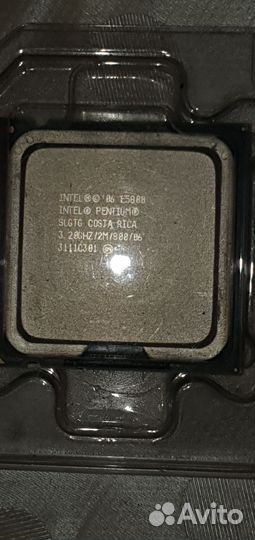 INTEL® ©'06 E5800
INTEL® PENTIUM®
SLGTG COSTA RICA
3.20GHZ/2M/800/06
3111C301
Avito